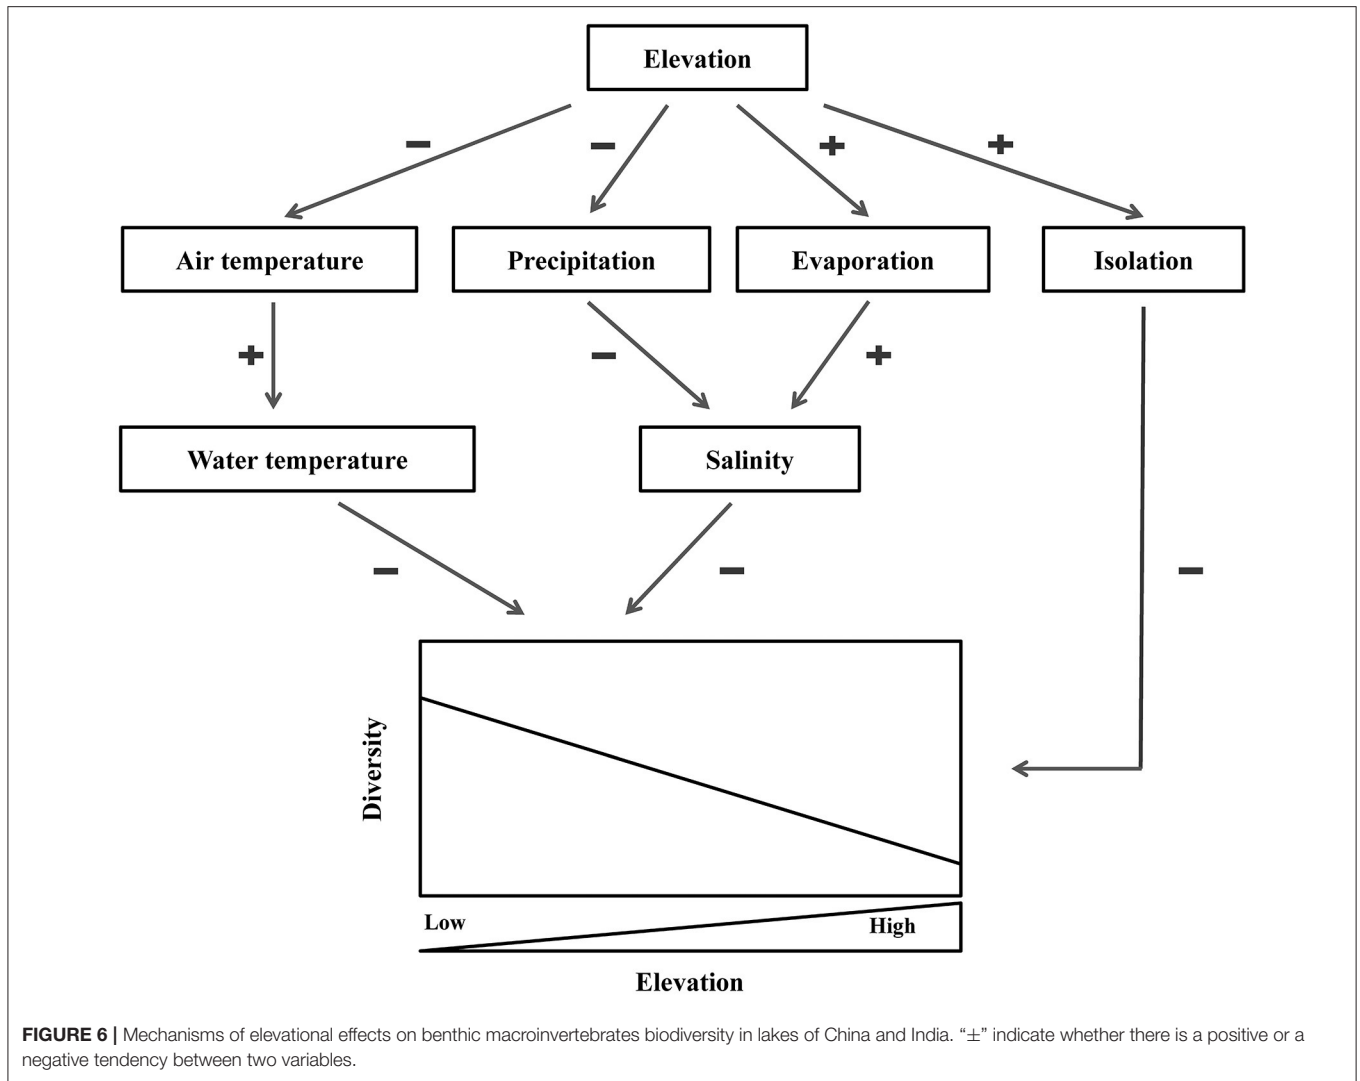 Elevation
− − + +
Air temperature Precipitation Evaporation Isolation
+ − +
Water temperature Salinity
− − −
Diversity
Low High
Elevation
FIGURE 6 | Mechanisms of elevational effects on benthic macroinvertebrates biodiversity in lakes of China and India. “±” indicate whether there is a positive or a
negative tendency between two variables.